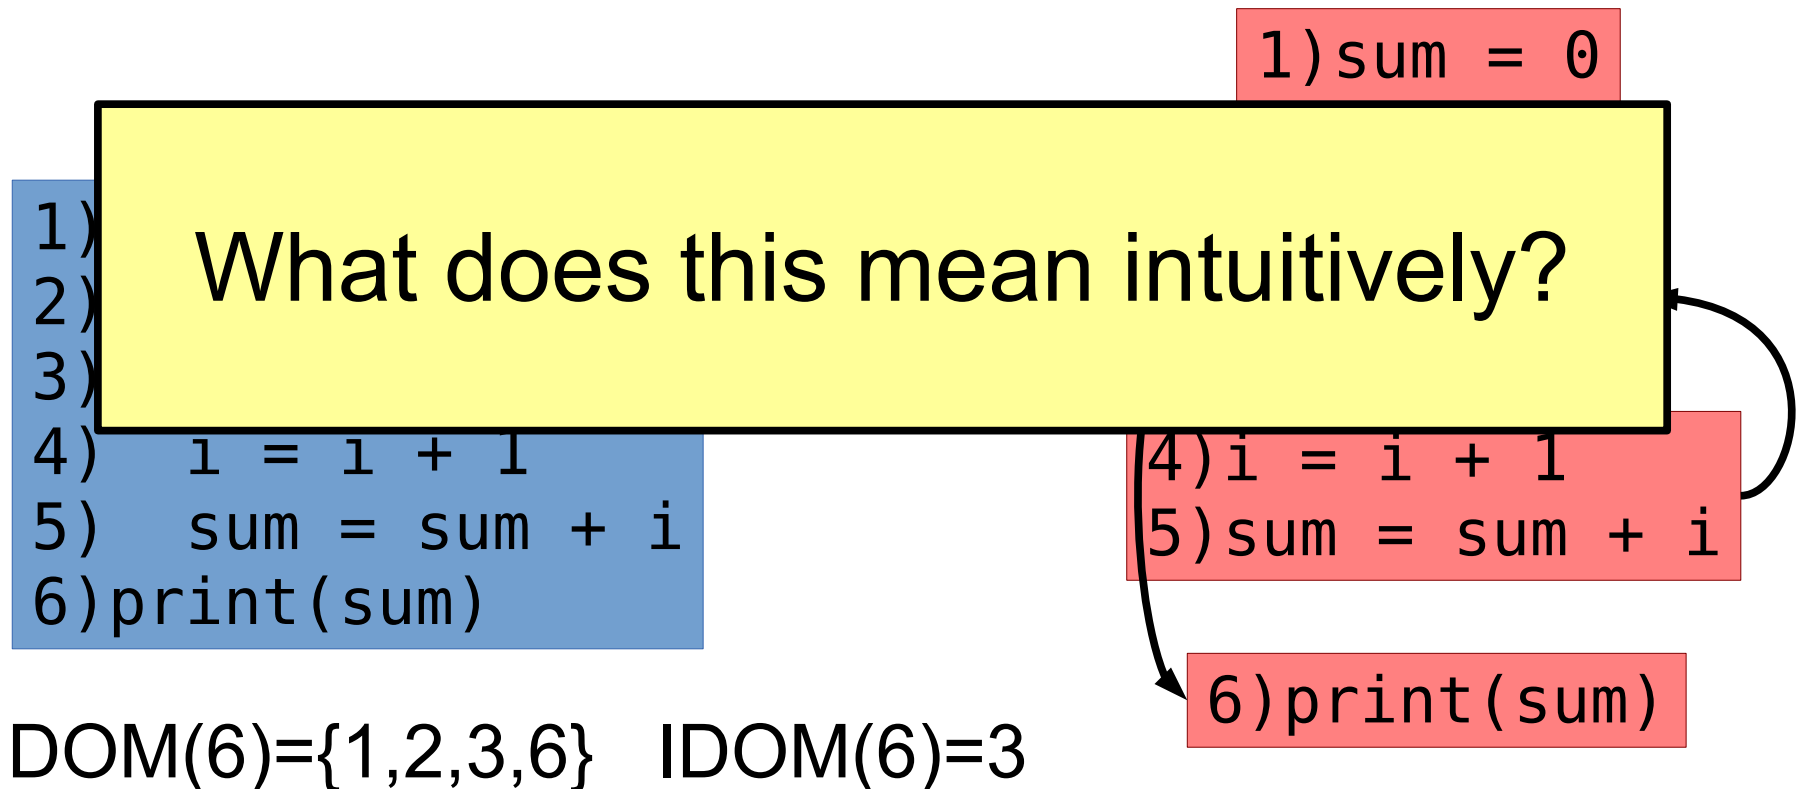 1)sum = 0
What does this mean intuitively?
1)
2)
3)
4)  i = i + 1
5)  sum = sum + i
6)print(sum)
4)i = i + 1
5)sum = sum + i
6)print(sum)
DOM(6)={1,2,3,6} IDOM(6)=3